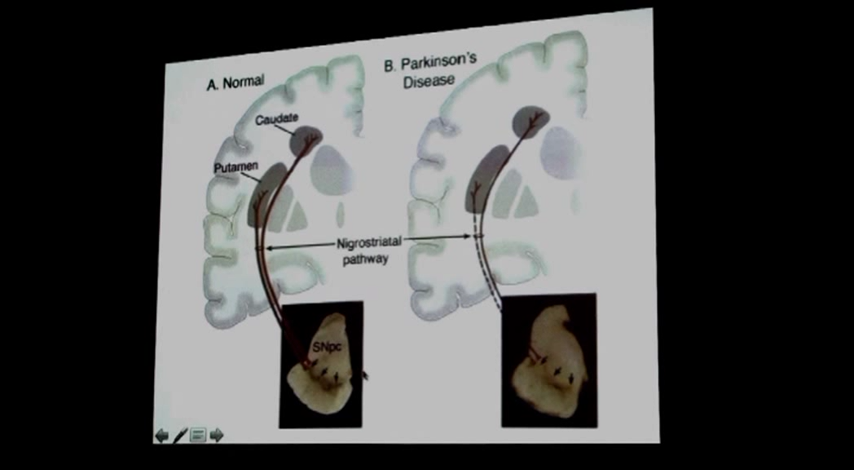 A. Normal
B. Parkinson's
Disease
Caudate
Putamen
Nigrostriatal
pathway
SNpc